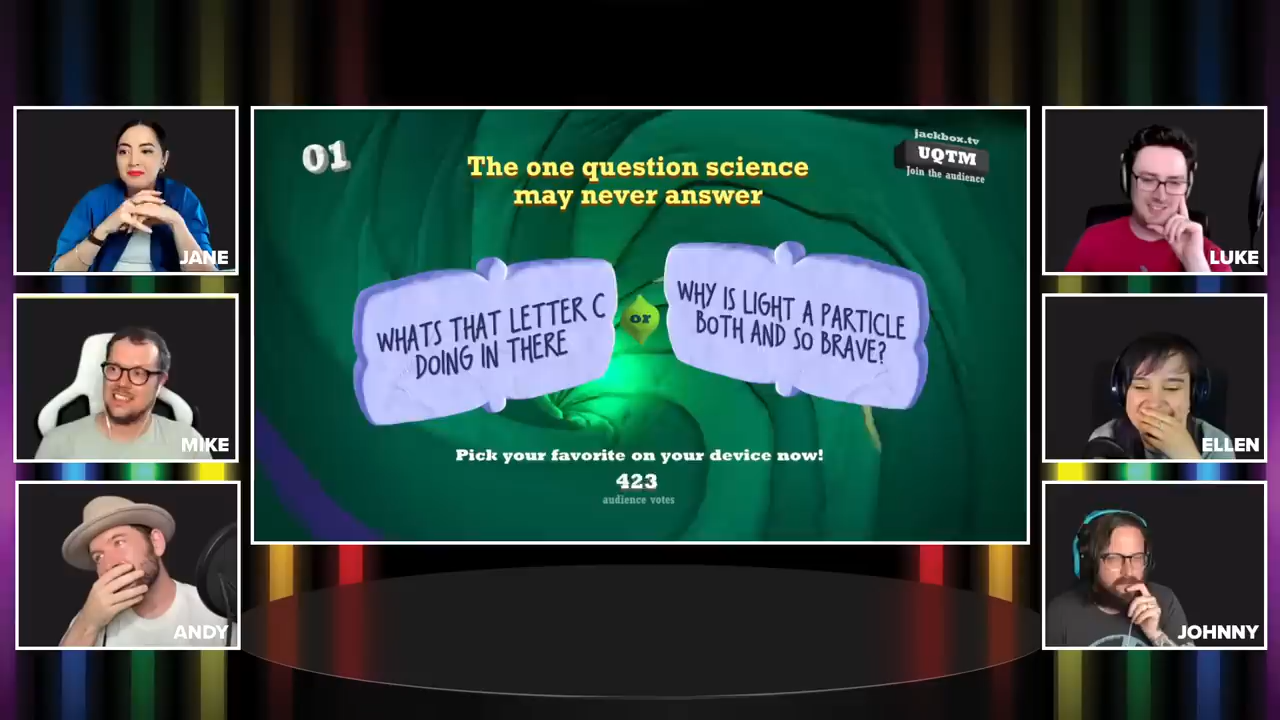 JANE
MIKE
ANDY
01
The one question science
may never answer
jackbox.tv
UQTM
Join the audience
WHATS THAT LETTER C
DOING IN THERE
or
WHY IS LIGHT A PARTICLE
BOTH AND SO BRAVE?
Pick your favorite on your device now!
423
audience votes
LUKE
ELLEN
JOHNNY